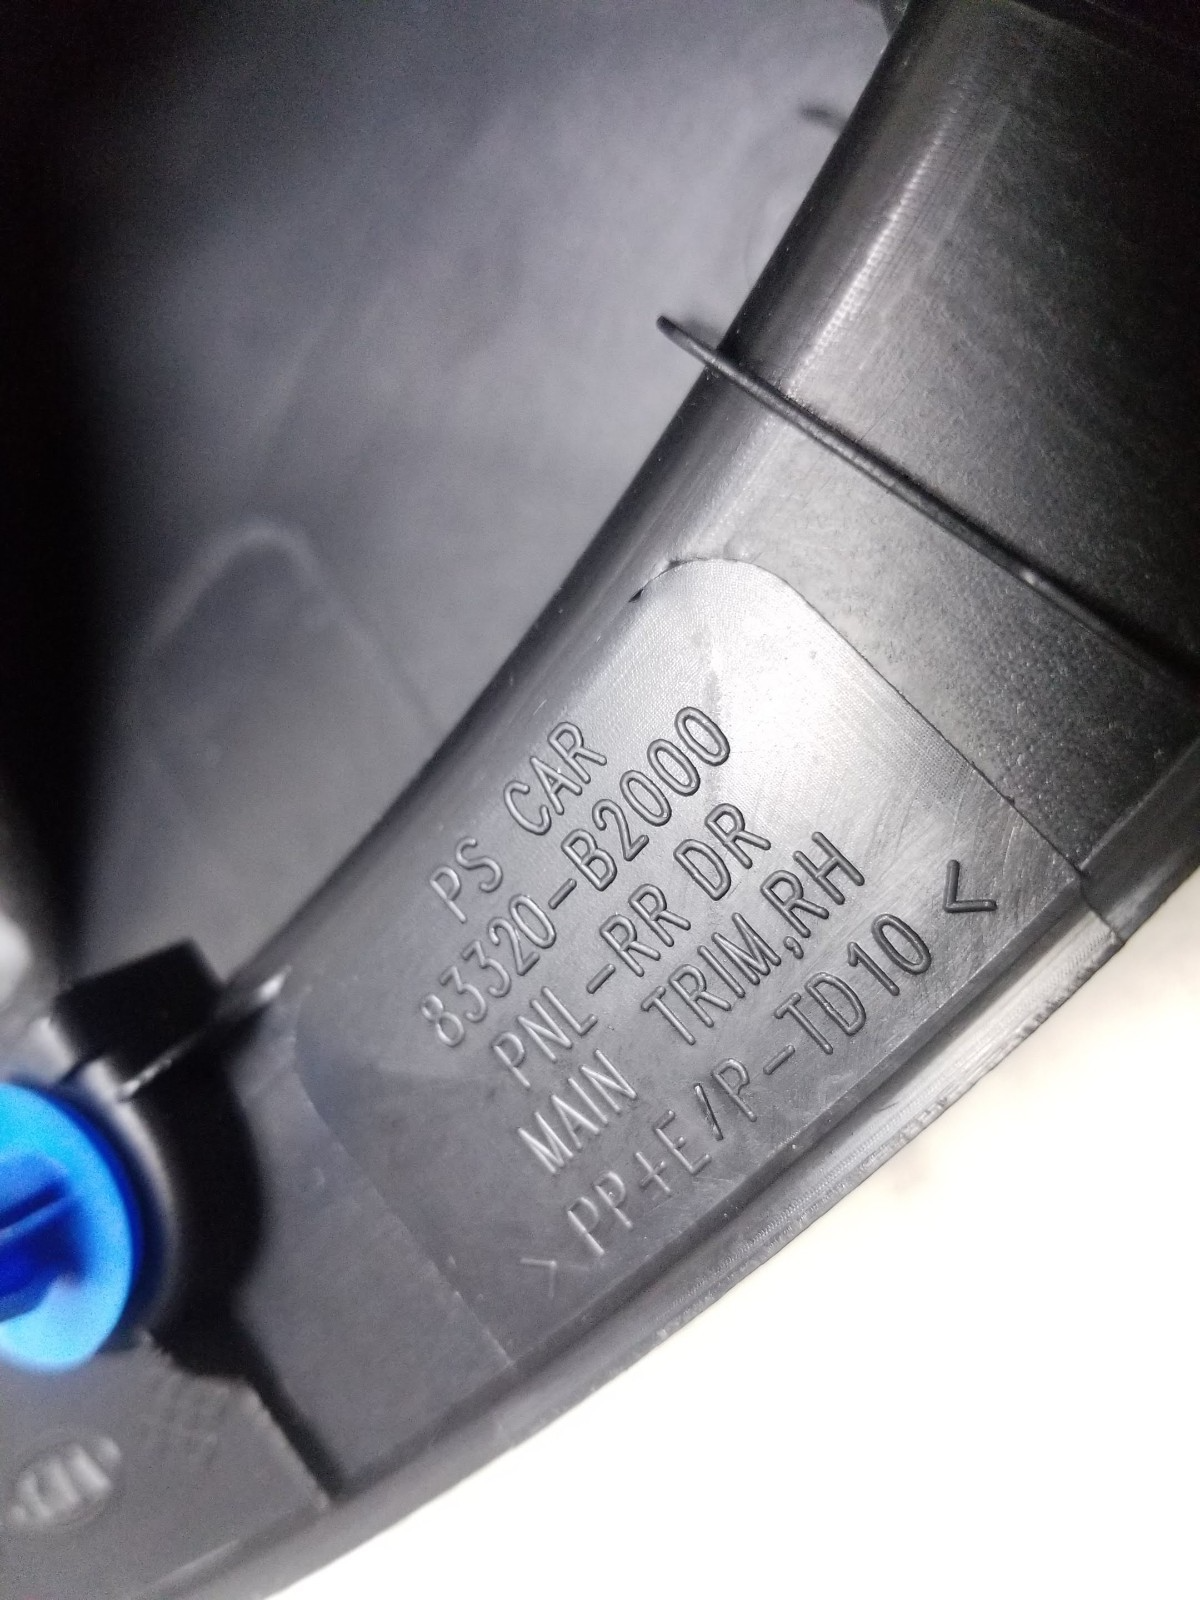 PS CAR
83320-B2000
PNL-RR DR
MAIN TRIM,RH
>PP+E/P-TD10<